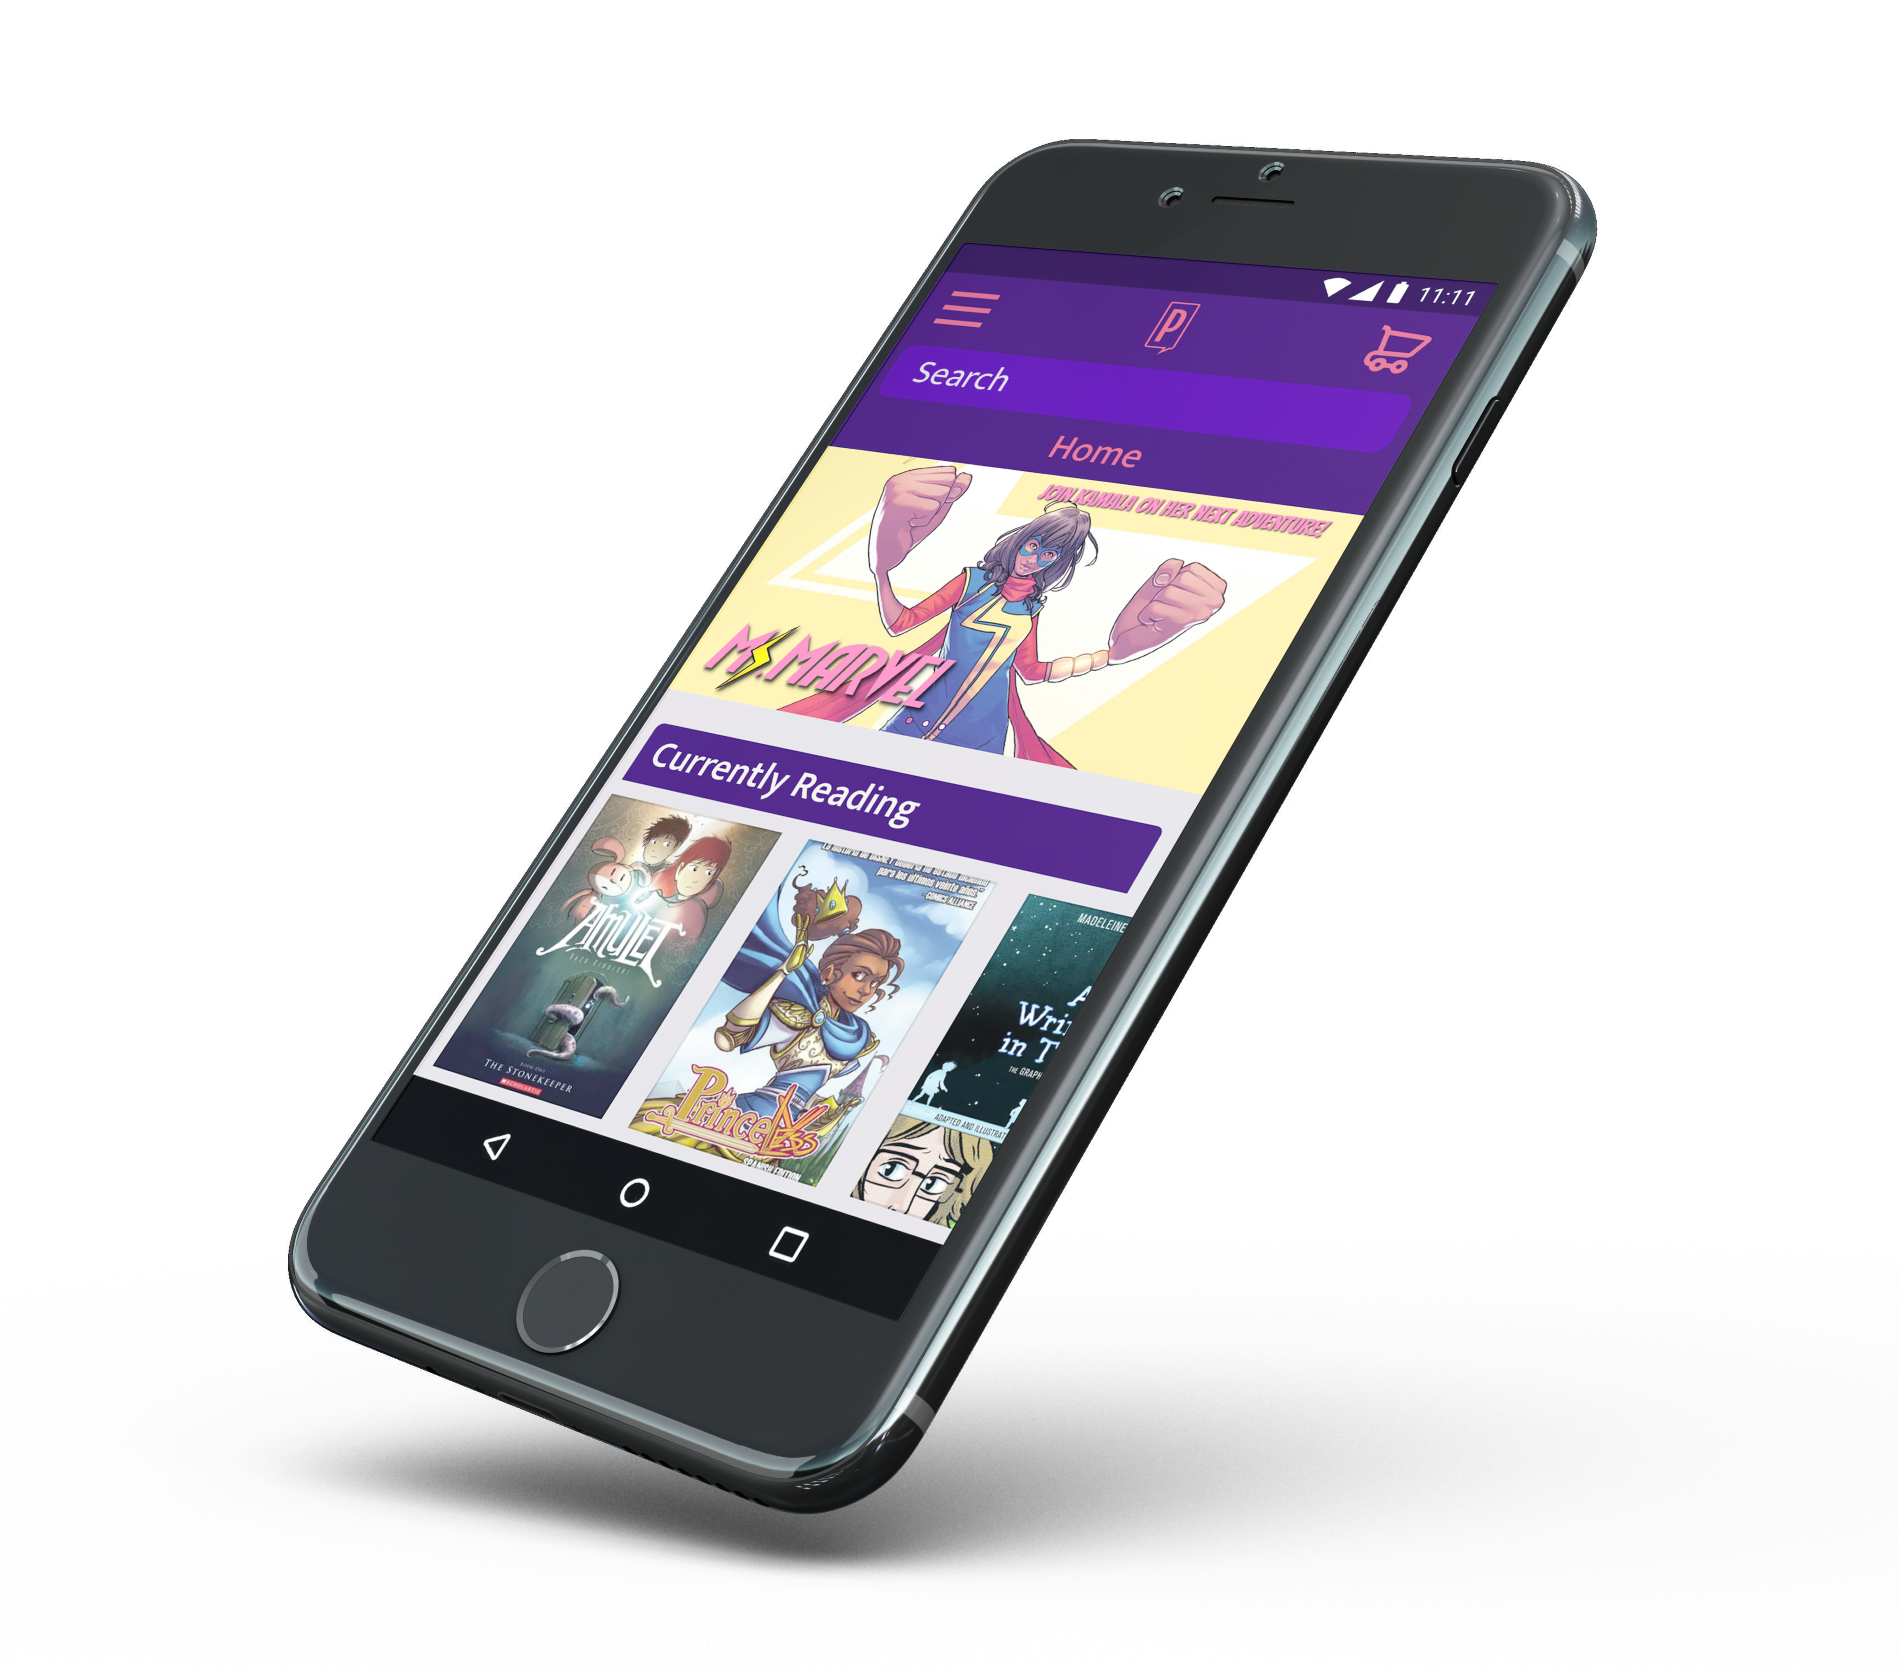 11:11
P
Search
Home
JOIN KAMALA ON HER NEXT ADVENTURE!
MS. MARVEL
Currently Reading
AMULET
KAZU KIBUISHI
BOOK ONE
THE STONEKEEPER
SCHOLASTIC
para los últimos veinte años."
- COMICS ALLIANCE
PrinceLess
SPANISH EDITION
MADELEINE
A
Wri
in T
THE GRAPH
ADAPTED AND ILLUSTRAT